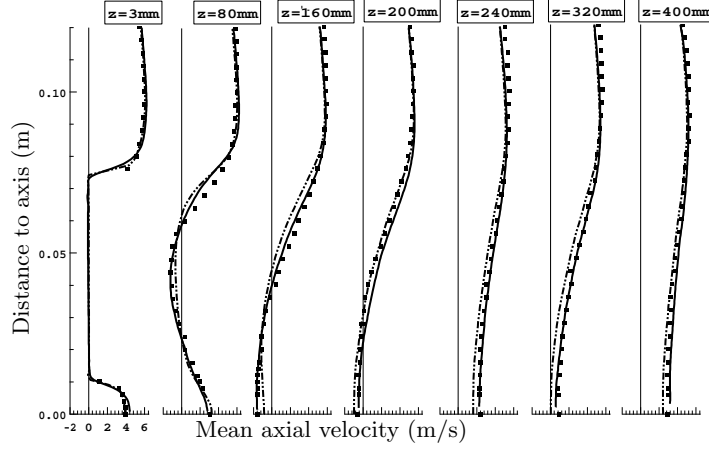 z=3mm z=80mm z=160mm z=200mm z=240mm z=320mm z=400mm
0.10
Distance to axis (m)
0.05
0.00
-2 0 2 4 6
Mean axial velocity (m/s)